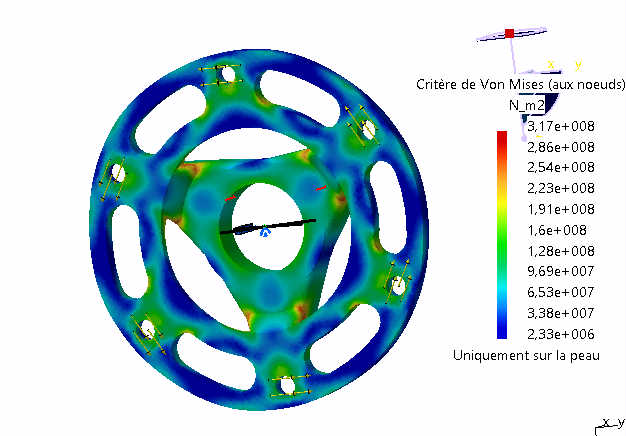 x y
Critère de Von Mises (aux noeuds)
N_m2
3,17e+008
2,86e+008
2,54e+008
2,23e+008
1,91e+008
1,6e+008
1,28e+008
9,69e+007
6,53e+007
3,38e+007
2,33e+006
Uniquement sur la peau
x y